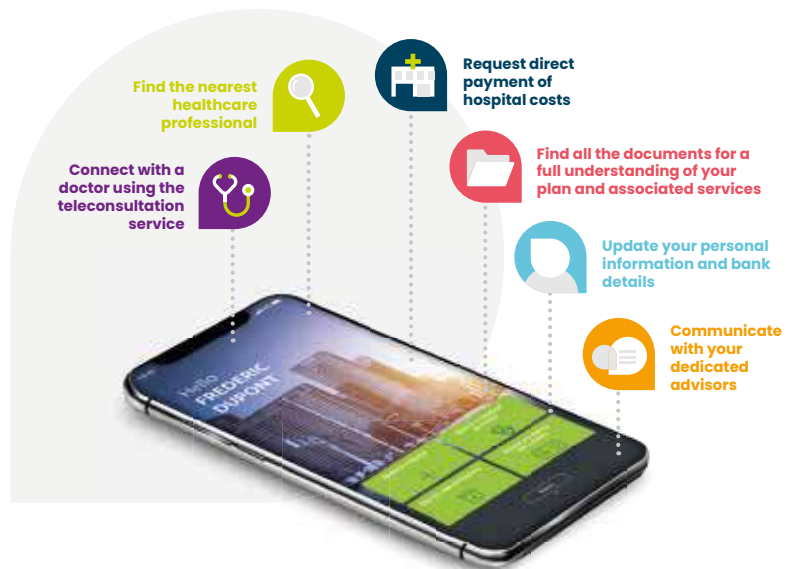 Find the nearest
healthcare
professional
Request direct
payment of
hospital costs
Connect with a
doctor using the
teleconsultation
service
Find all the documents for a
full understanding of your
plan and associated services
Update your personal
information and bank
details
Communicate
with your
dedicated
advisors
Hello
FREDERIC
DUPONT